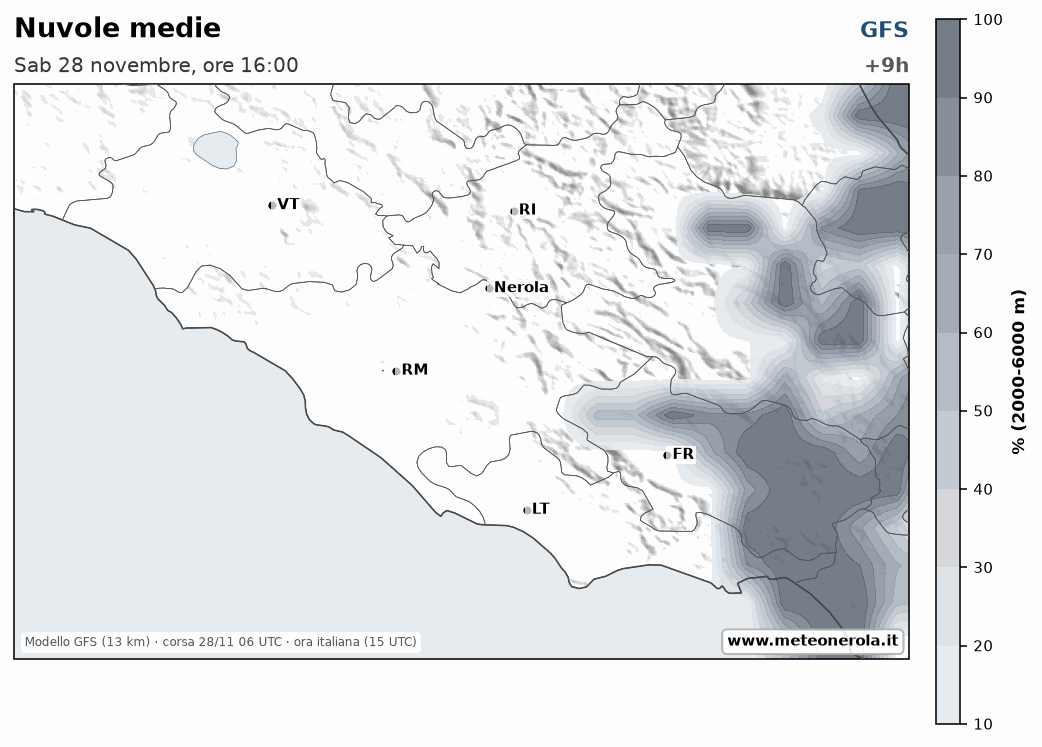 Nuvole medie
GFS
Sab 28 novembre, ore 16:00
+9h
VT
RI
Nerola
RM
FR
LT
Modello GFS (13 km) · corsa 28/11 06 UTC · ora italiana (15 UTC)
www.meteonerola.it
100
90
80
70
60
50
40
30
20
10
% (2000-6000 m)